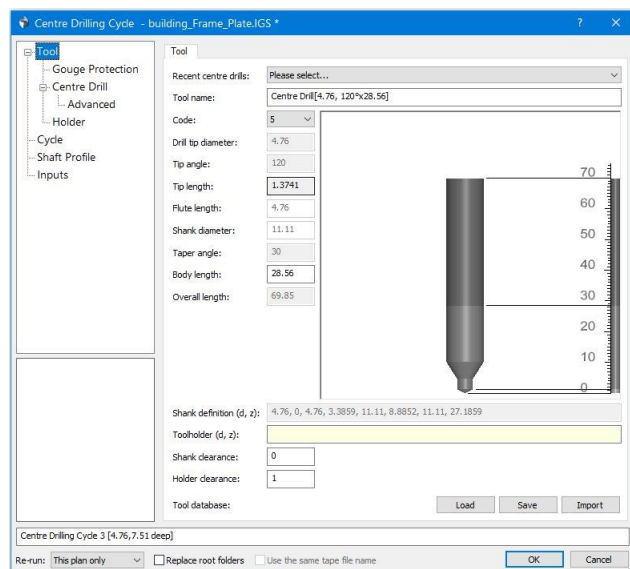 Centre Drilling Cycle - building_Frame_Plate.IGS *
Tool
Gouge Protection
Centre Drill
Advanced
Holder
Cycle
Shaft Profile
Inputs
Tool
Recent centre drills: Please select...
Tool name: Centre Drill[4.76, 120°x28.56]
Code: 5
Drill tip diameter: 4.76
Tip angle: 120
Tip length: 1.3741
Flute length: 4.76
Shank diameter: 11.11
Taper angle: 30
Body length: 28.56
Overall length: 69.85
70
60
50
40
30
20
10
0
Shank definition (d, z): 4.76, 0, 4.76, 3.3859, 11.11, 8.8852, 11.11, 27.1859
Toolholder (d, z):
Shank clearance: 0
Holder clearance: 1
Tool database: Load Save Import
Centre Drilling Cycle 3 [4.76,7.51 deep]
Re-run: This plan only Replace root folders Use the same tape file name OK Cancel